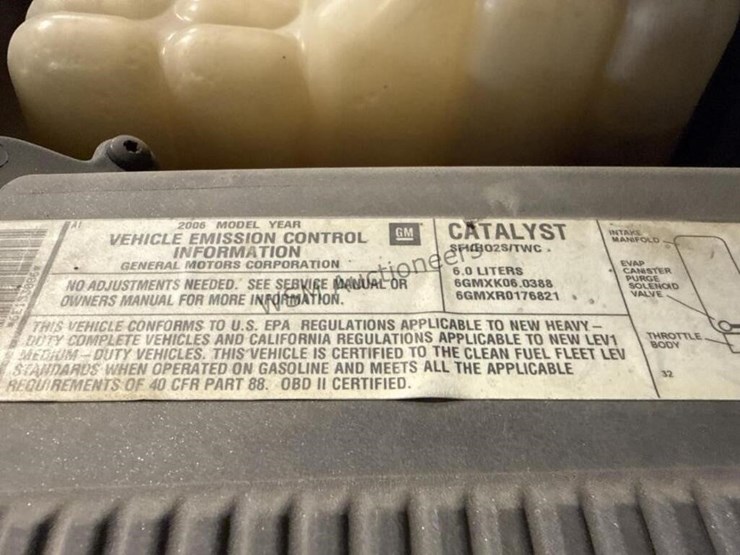 2006 MODEL YEAR
VEHICLE EMISSION CONTROL
INFORMATION
GENERAL MOTORS CORPORATION
GM
NO ADJUSTMENTS NEEDED. SEE SERVICE MANUAL OR
OWNERS MANUAL FOR MORE INFORMATION.
CATALYST
SFI/HO2S/TWC
6.0 LITERS
6GMXK06.0388
6GMXR0176821
THIS VEHICLE CONFORMS TO U.S. EPA REGULATIONS APPLICABLE TO NEW HEAVY-
DUTY COMPLETE VEHICLES AND CALIFORNIA REGULATIONS APPLICABLE TO NEW LEV1
MEDIUM-DUTY VEHICLES. THIS VEHICLE IS CERTIFIED TO THE CLEAN FUEL FLEET LEV
STANDARDS WHEN OPERATED ON GASOLINE AND MEETS ALL THE APPLICABLE
REQUIREMENTS OF 40 CFR PART 88. OBD II CERTIFIED.
INTAKE
MANIFOLD
EVAP
CANISTER
PURGE
SOLENOID
VALVE
THROTTLE
BODY
32